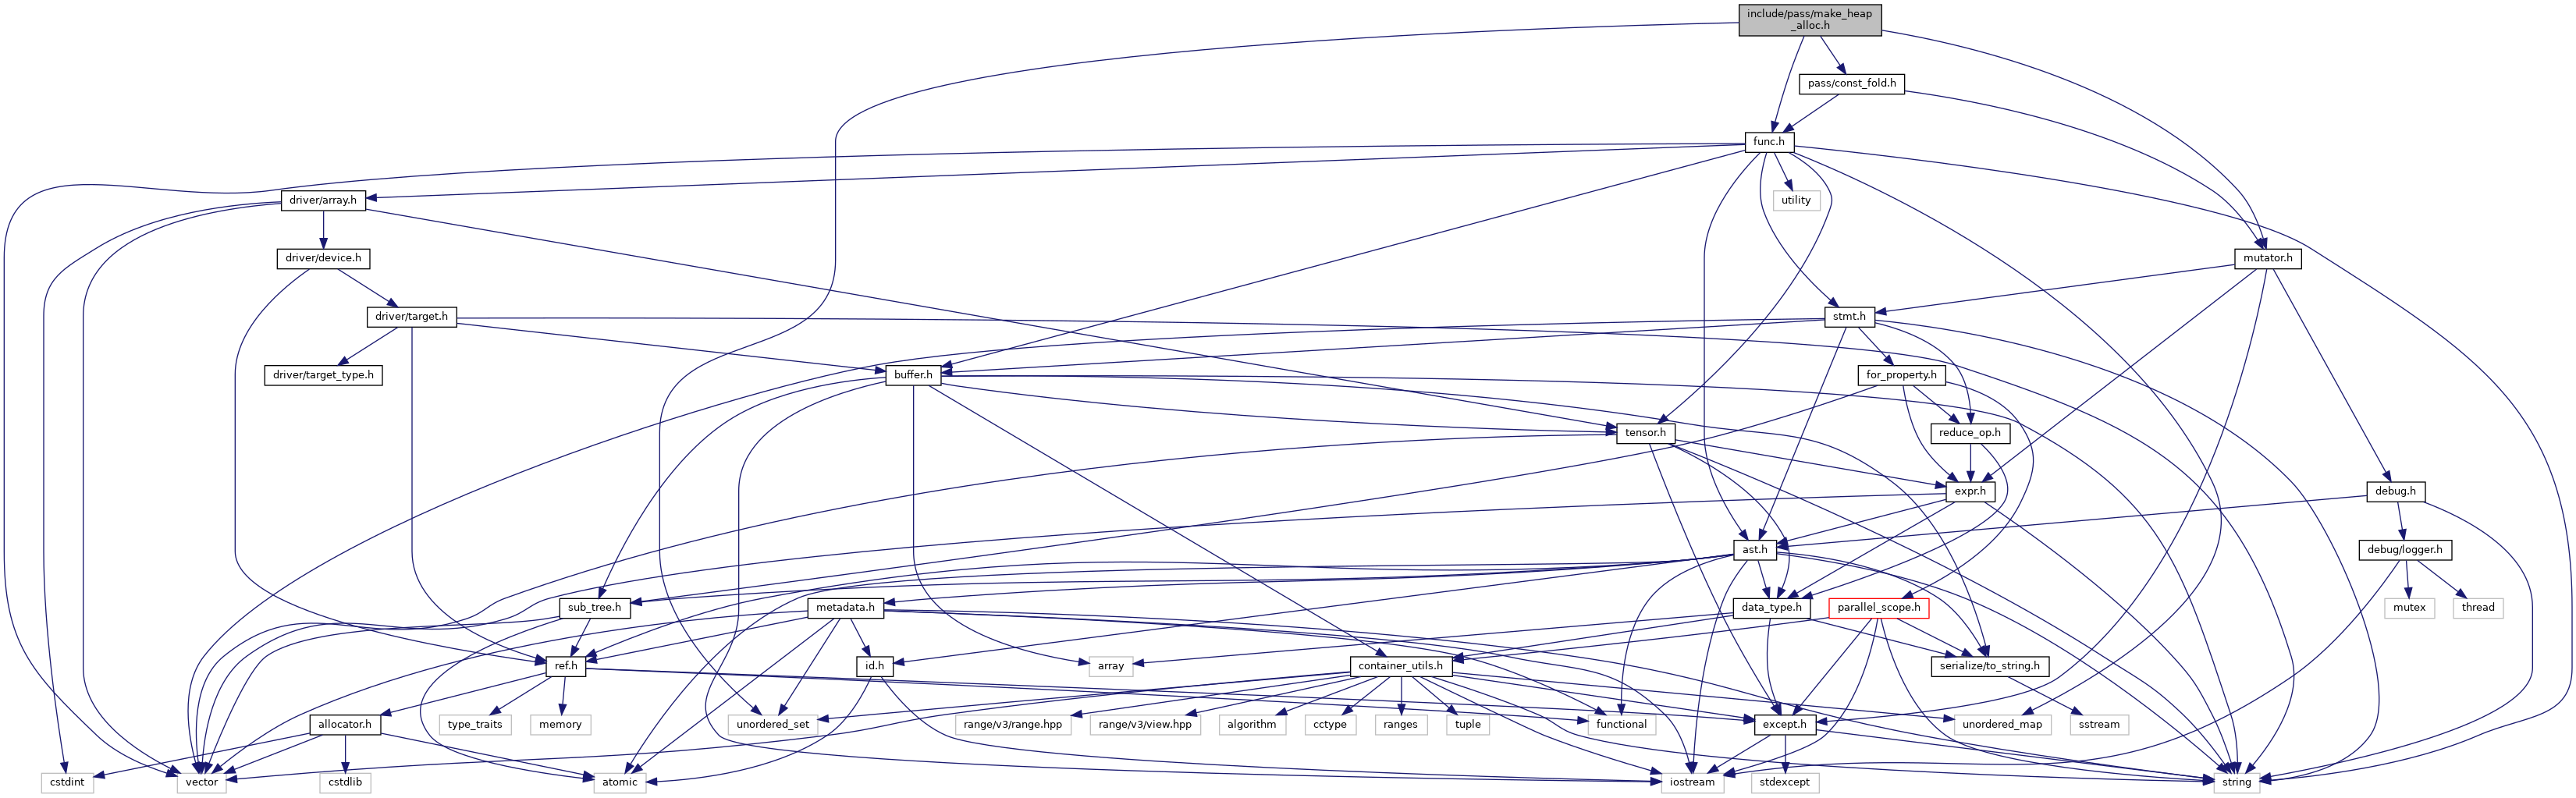 include/pass/make_heap
_alloc.h
pass/const_fold.h
func.h
driver/array.h
utility
driver/device.h
mutator.h
driver/target.h
stmt.h
driver/target_type.h
buffer.h
for_property.h
tensor.h
reduce_op.h
expr.h
debug.h
ast.h
debug/logger.h
sub_tree.h
metadata.h
data_type.h
parallel_scope.h
mutex
thread
ref.h
id.h
array
container_utils.h
serialize/to_string.h
allocator.h
type_traits
memory
unordered_set
range/v3/range.hpp
range/v3/view.hpp
algorithm
cctype
ranges
tuple
functional
except.h
unordered_map
sstream
cstdint
vector
cstdlib
atomic
iostream
stdexcept
string